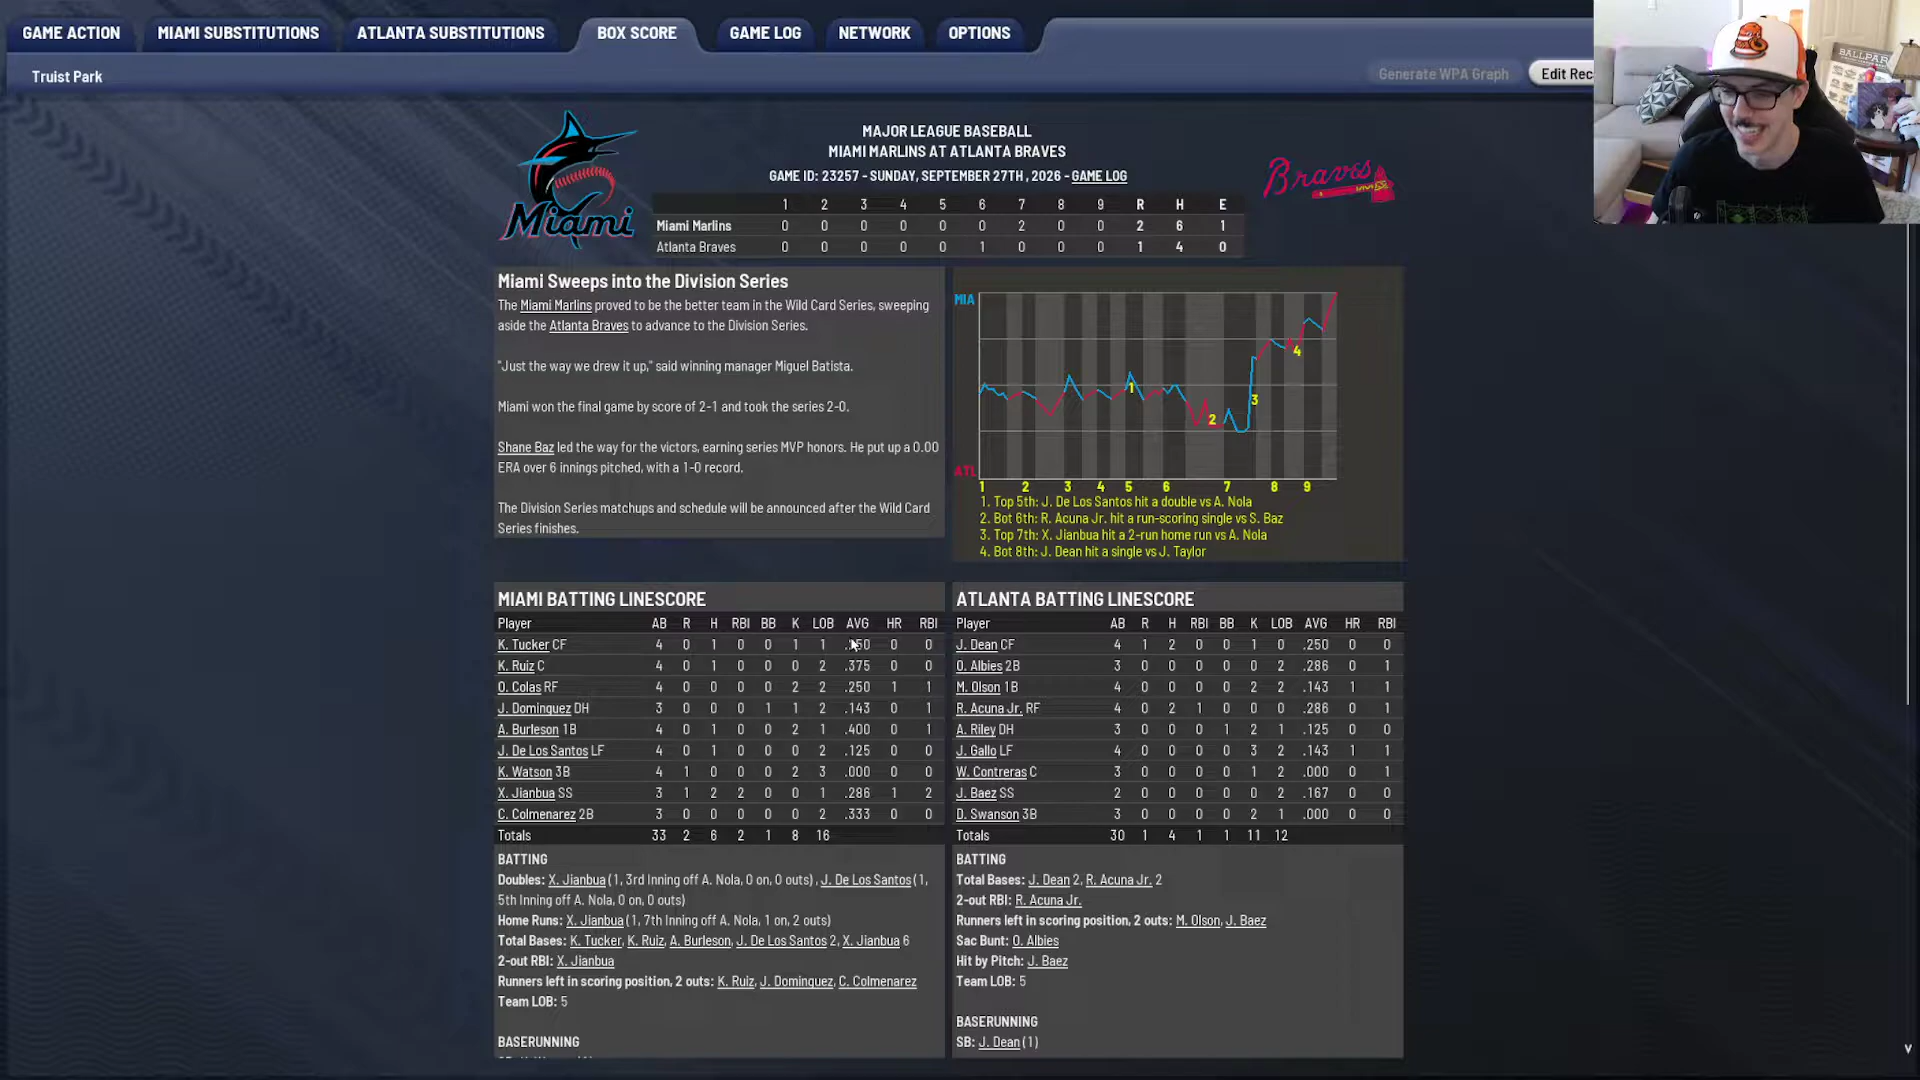 GAME ACTION MIAMI SUBSTITUTIONS ATLANTA SUBSTITUTIONS BOX SCORE GAME LOG NETWORK OPTIONS
Truist Park Generate WPA Graph Edit Rec
BALLPAR
MAJOR LEAGUE BASEBALL
MIAMI MARLINS AT ATLANTA BRAVES
GAME ID: 23257 - SUNDAY, SEPTEMBER 27TH , 2026 - GAME LOG
Miami
Braves
1 2 3 4 5 6 7 8 9 R H E
Miami Marlins 0 0 0 0 0 0 2 0 0 2 6 1
Atlanta Braves 0 0 0 0 0 1 0 0 0 1 4 0
Miami Sweeps into the Division Series
The Miami Marlins proved to be the better team in the Wild Card Series, sweeping
aside the Atlanta Braves to advance to the Division Series.
"Just the way we drew it up," said winning manager Miguel Batista.
Miami won the final game by score of 2-1 and took the series 2-0.
Shane Baz led the way for the victors, earning series MVP honors. He put up a 0.00
ERA over 6 innings pitched, with a 1-0 record.
The Division Series matchups and schedule will be announced after the Wild Card
Series finishes.
MIA
4
1
3
2
ATL
1 2 3 4 5 6 7 8 9
1. Top 5th: J. De Los Santos hit a double vs A. Nola
2. Bot 6th: R. Acuna Jr. hit a run-scoring single vs S. Baz
3. Top 7th: X. Jianbua hit a 2-run home run vs A. Nola
4. Bot 8th: J. Dean hit a single vs J. Taylor
MIAMI BATTING LINESCORE
Player AB R H RBI BB K LOB AVG HR RBI
K. Tucker CF 4 0 1 0 0 1 1 0 0
K. Ruiz C 4 0 1 0 0 0 2 .375 0 0
O. Colas RF 4 0 0 0 0 2 2 .250 1 1
J. Dominguez DH 3 0 0 0 1 1 2 .143 0 1
A. Burleson 1B 4 0 1 0 0 2 1 .400 0 1
J. De Los Santos LF 4 0 1 0 0 0 2 .125 0 0
K. Watson 3B 4 1 0 0 0 2 3 .000 0 0
X. Jianbua SS 3 1 2 2 0 0 1 .286 1 2
C. Colmenarez 2B 3 0 0 0 0 0 2 .333 0 0
Totals 33 2 6 2 1 8 16
BATTING
Doubles: X. Jianbua (1, 3rd Inning off A. Nola, 0 on, 0 outs) , J. De Los Santos (1,
5th Inning off A. Nola, 0 on, 0 outs)
Home Runs: X. Jianbua (1, 7th Inning off A. Nola, 1 on, 2 outs)
Total Bases: K. Tucker, K. Ruiz, A. Burleson, J. De Los Santos 2, X. Jianbua 6
2-out RBI: X. Jianbua
Runners left in scoring position, 2 outs: K. Ruiz, J. Dominguez, C. Colmenarez
Team LOB: 5
BASERUNNING
ATLANTA BATTING LINESCORE
Player AB R H RBI BB K LOB AVG HR RBI
J. Dean CF 4 1 2 0 0 1 0 .250 0 0
O. Albies 2B 3 0 0 0 0 0 2 .286 0 1
M. Olson 1B 4 0 0 0 0 2 2 .143 1 1
R. Acuna Jr. RF 4 0 2 1 0 0 0 .286 0 1
A. Riley DH 3 0 0 0 1 2 1 .125 0 0
J. Gallo LF 4 0 0 0 0 3 2 .143 1 1
W. Contreras C 3 0 0 0 0 1 2 .000 0 1
J. Baez SS 2 0 0 0 0 0 2 .167 0 0
D. Swanson 3B 3 0 0 0 0 2 1 .000 0 0
Totals 30 1 4 1 1 11 12
BATTING
Total Bases: J. Dean 2, R. Acuna Jr. 2
2-out RBI: R. Acuna Jr.
Runners left in scoring position, 2 outs: M. Olson, J. Baez
Sac Bunt: O. Albies
Hit by Pitch: J. Baez
Team LOB: 5
BASERUNNING
SB: J. Dean (1)